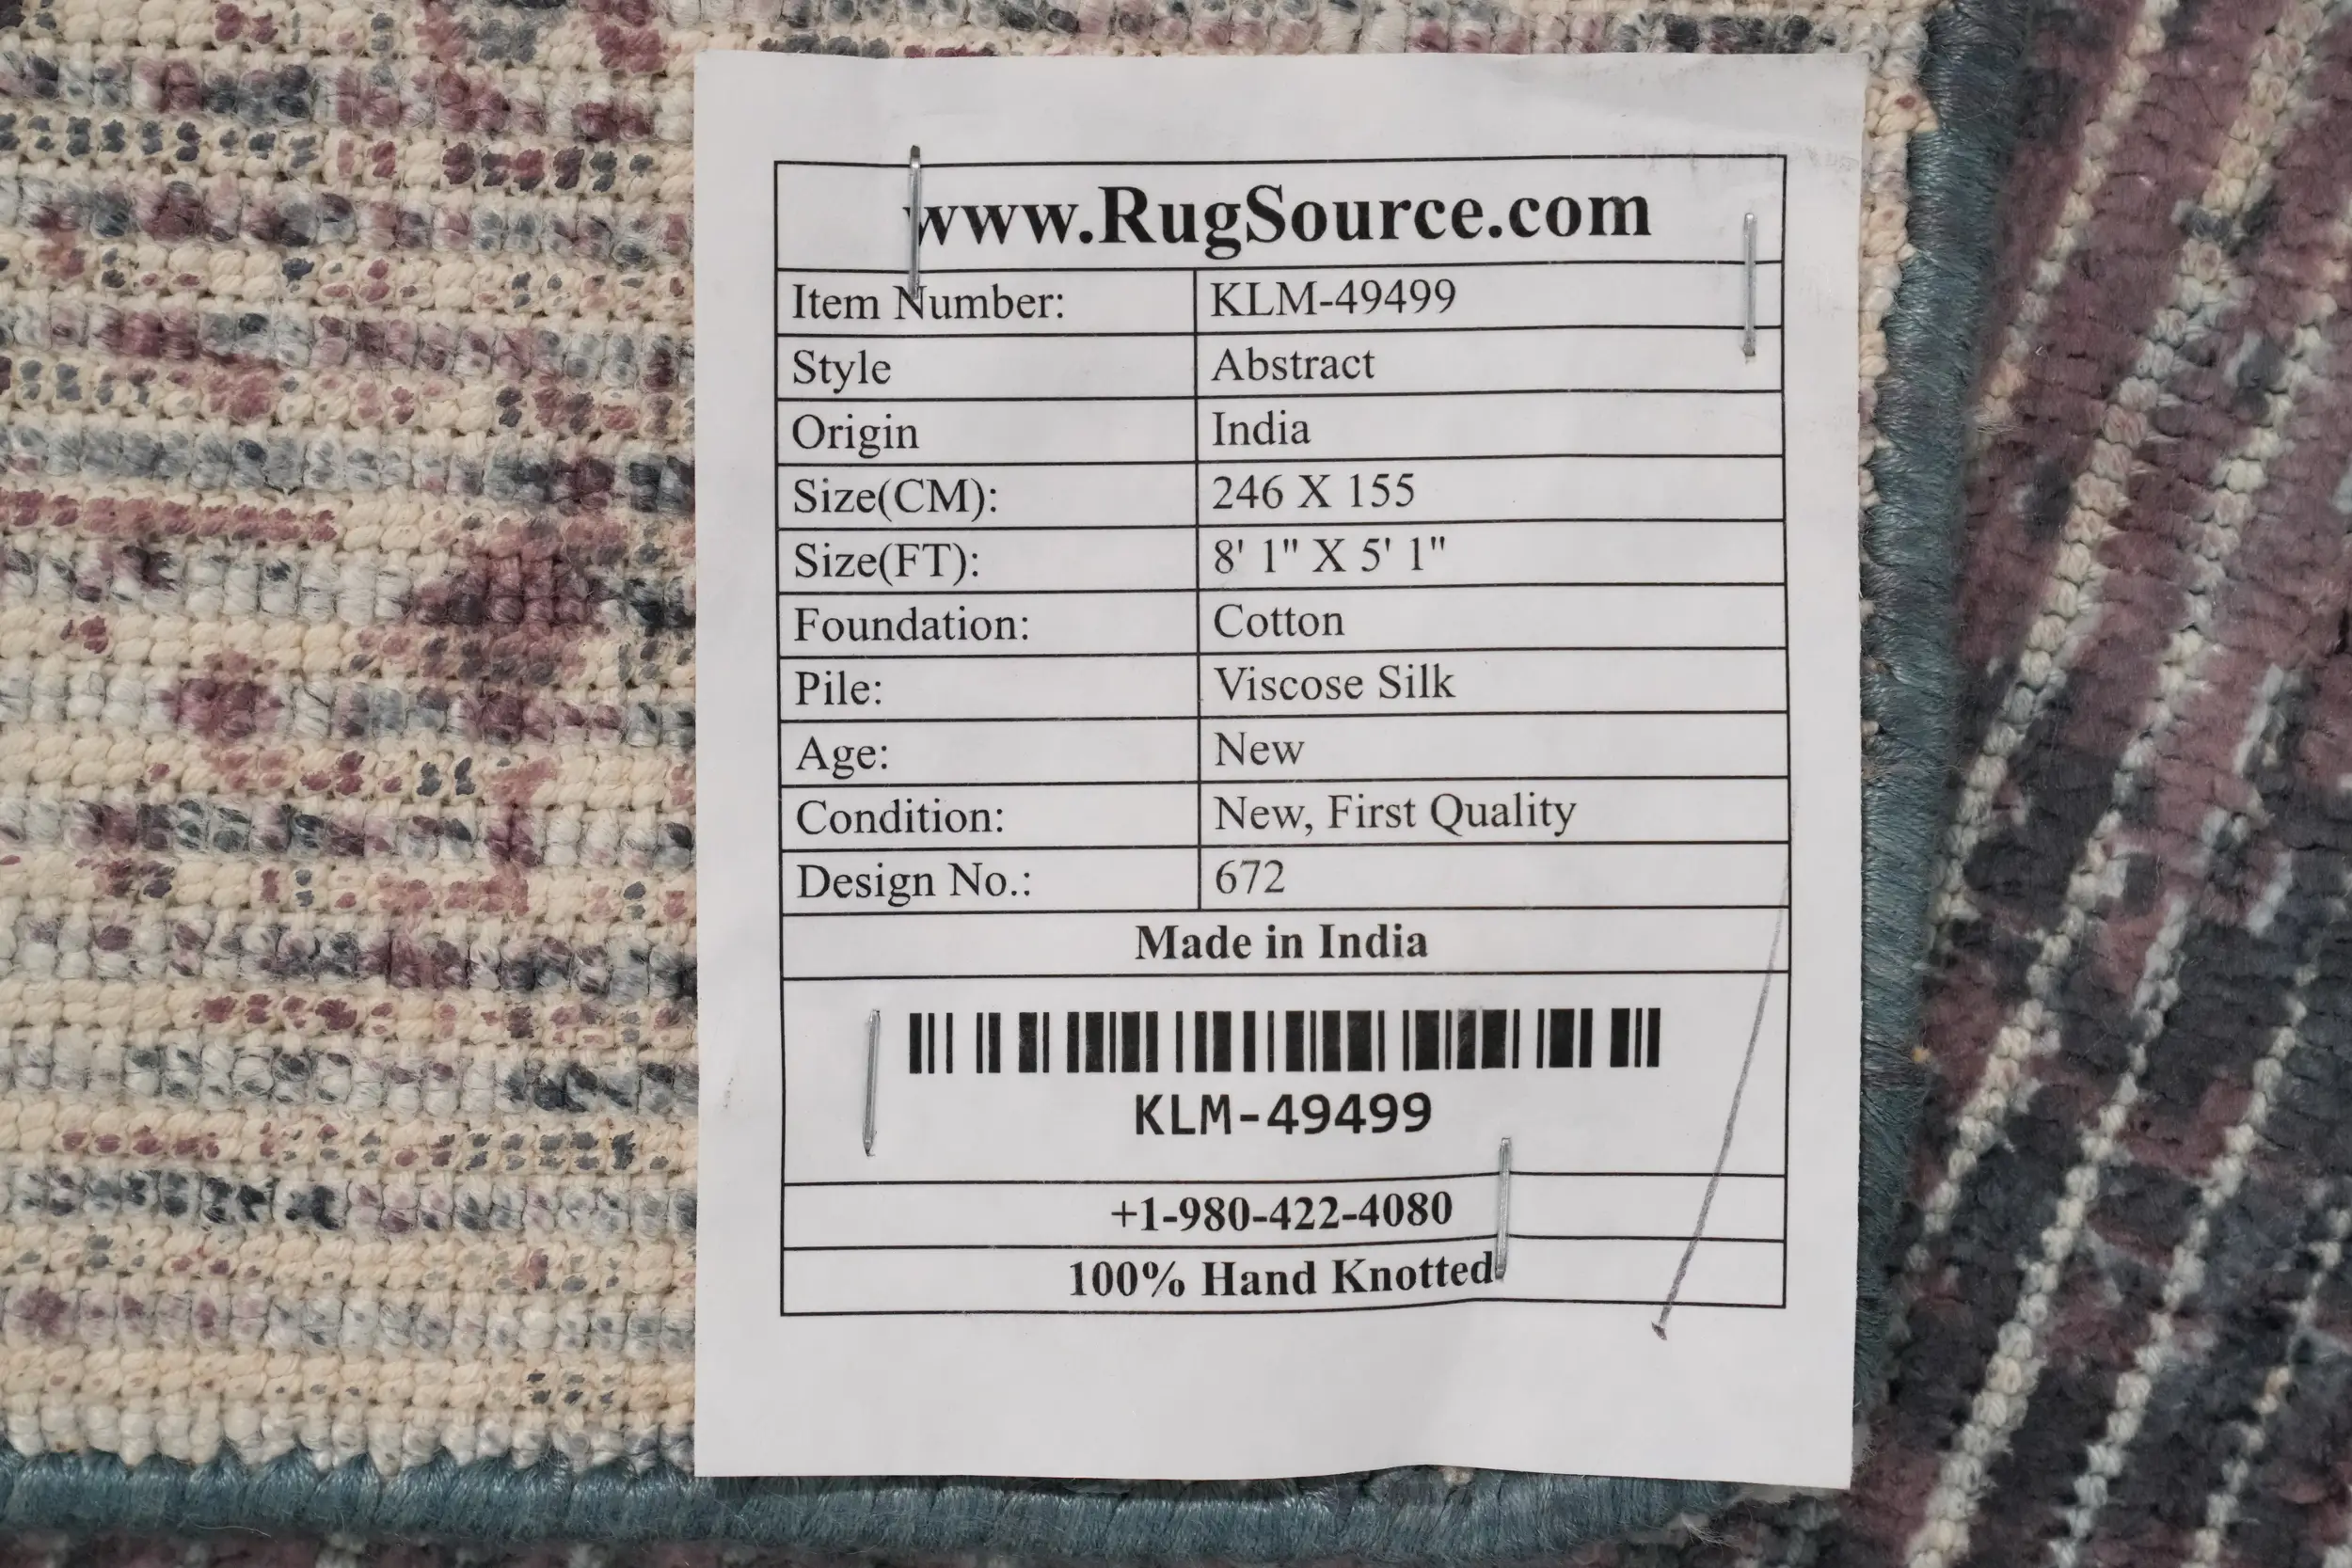 www.RugSource.com
Item Number: KLM-49499
Style Abstract
Origin India
Size(CM): 246 X 155
Size(FT): 8' 1" X 5' 1"
Foundation: Cotton
Pile: Viscose Silk
Age: New
Condition: New, First Quality
Design No.: 672
Made in India
KLM-49499
+1-980-422-4080
100% Hand Knotted